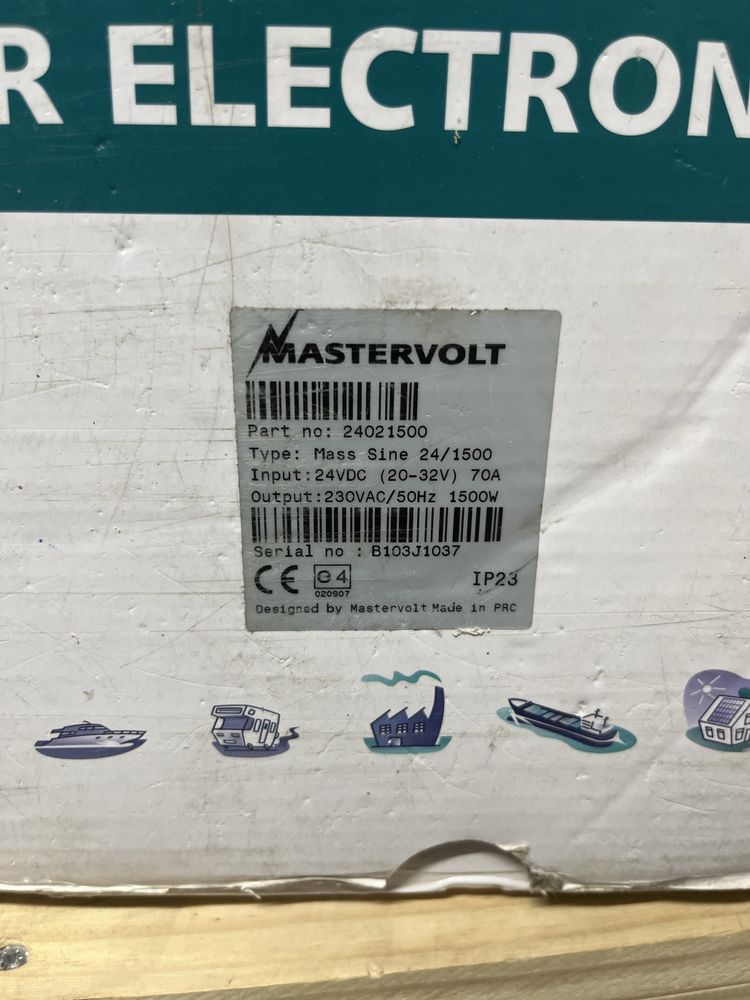 R ELECTRON
MASTERVOLT
Part no: 24021500
Type: Mass Sine 24/1500
Input:24VDC (20-32V) 70A
Output:230VAC/50Hz 1500W
Serial no : B103J1037
CE e4 IP23
020907
Designed by Mastervolt Made in PRC